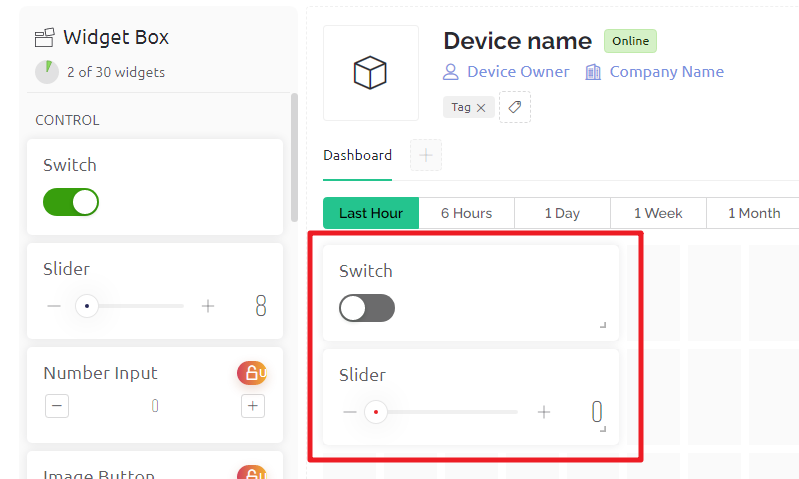 Widget Box
2 of 30 widgets
CONTROL
Switch
Slider
8
Number Input
0
Image Button
Device name
Online
Device Owner
Company Name
Tag
Dashboard
Last Hour
6 Hours
1 Day
1 Week
1 Month
Switch
Slider
0